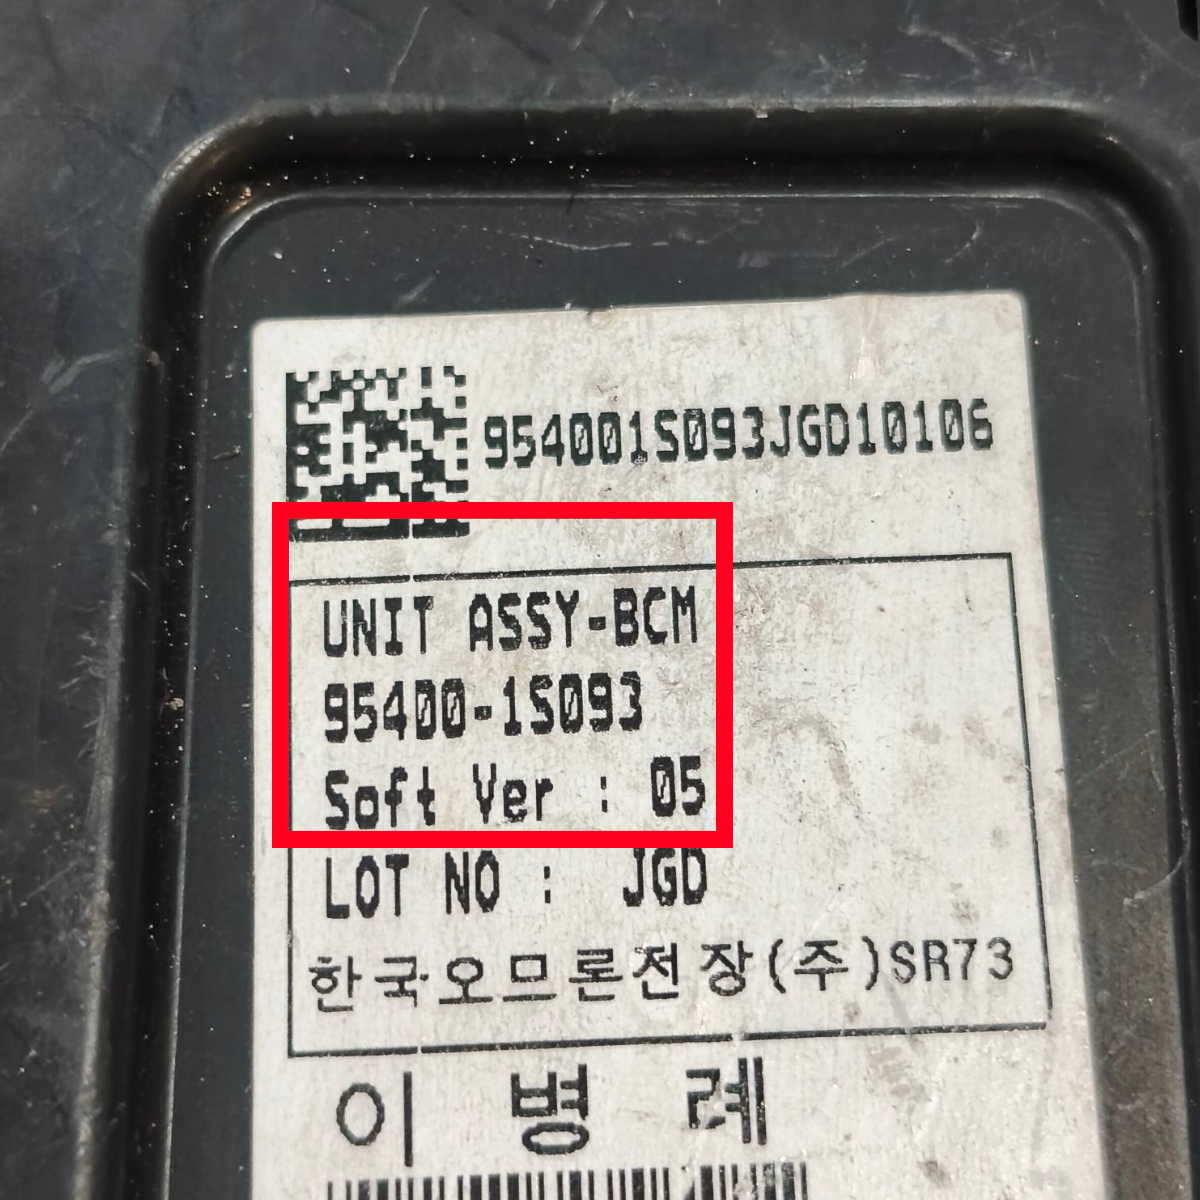 954001S093JGD10106
UNIT ASSY-BCM
95400-1S093
Soft Ver : 05
LOT NO : JGD
한국오므론전장(주)SR73
이 병 례